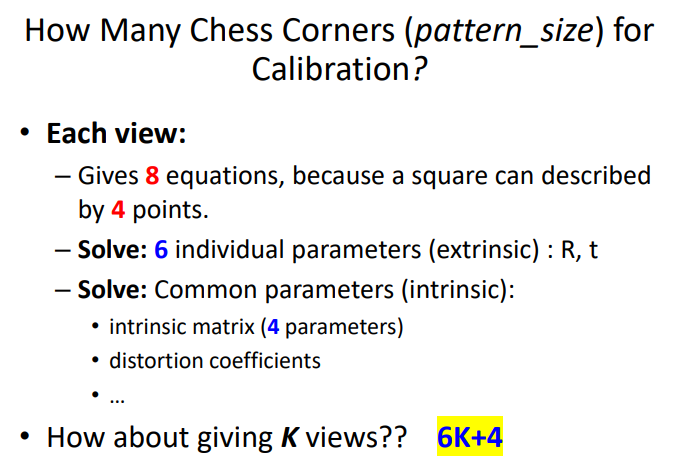 How Many Chess Corners (pattern_size) for
Calibration?
• Each view:
– Gives 8 equations, because a square can described
by 4 points.
– Solve: 6 individual parameters (extrinsic) : R, t
– Solve: Common parameters (intrinsic):
• intrinsic matrix (4 parameters)
• distortion coefficients
• ...
• How about giving K views?? 6K+4